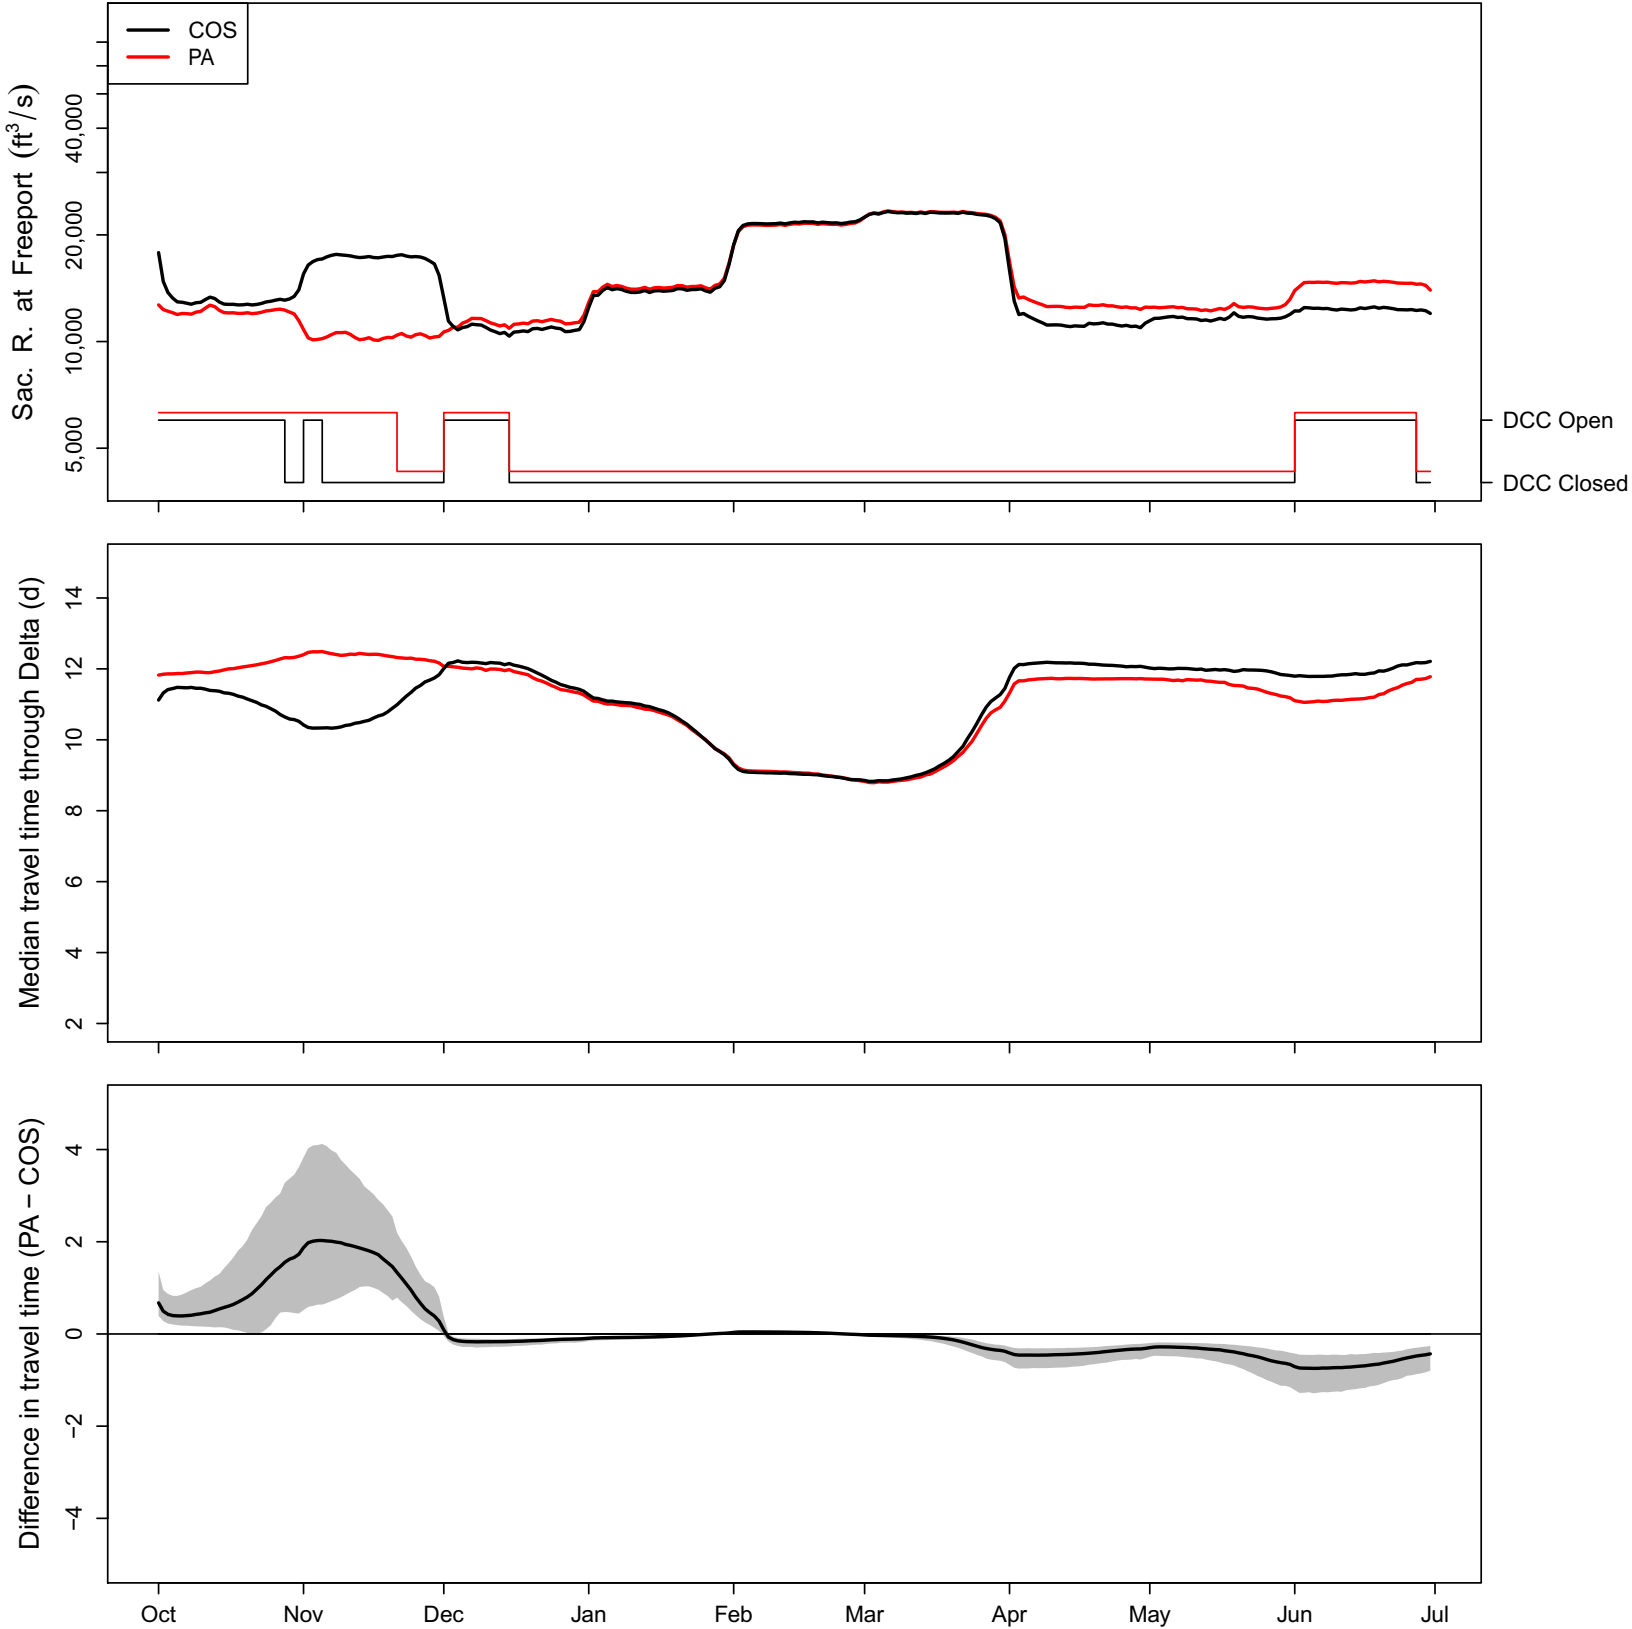 COS
PA
Sac. R. at Freeport (ft³/s)
40,000
20,000
10,000
5,000
DCC Open
DCC Closed
Median travel time through Delta (d)
14
12
10
8
6
4
2
Difference in travel time (PA − COS)
4
2
0
−2
−4
Oct Nov Dec Jan Feb Mar Apr May Jun Jul